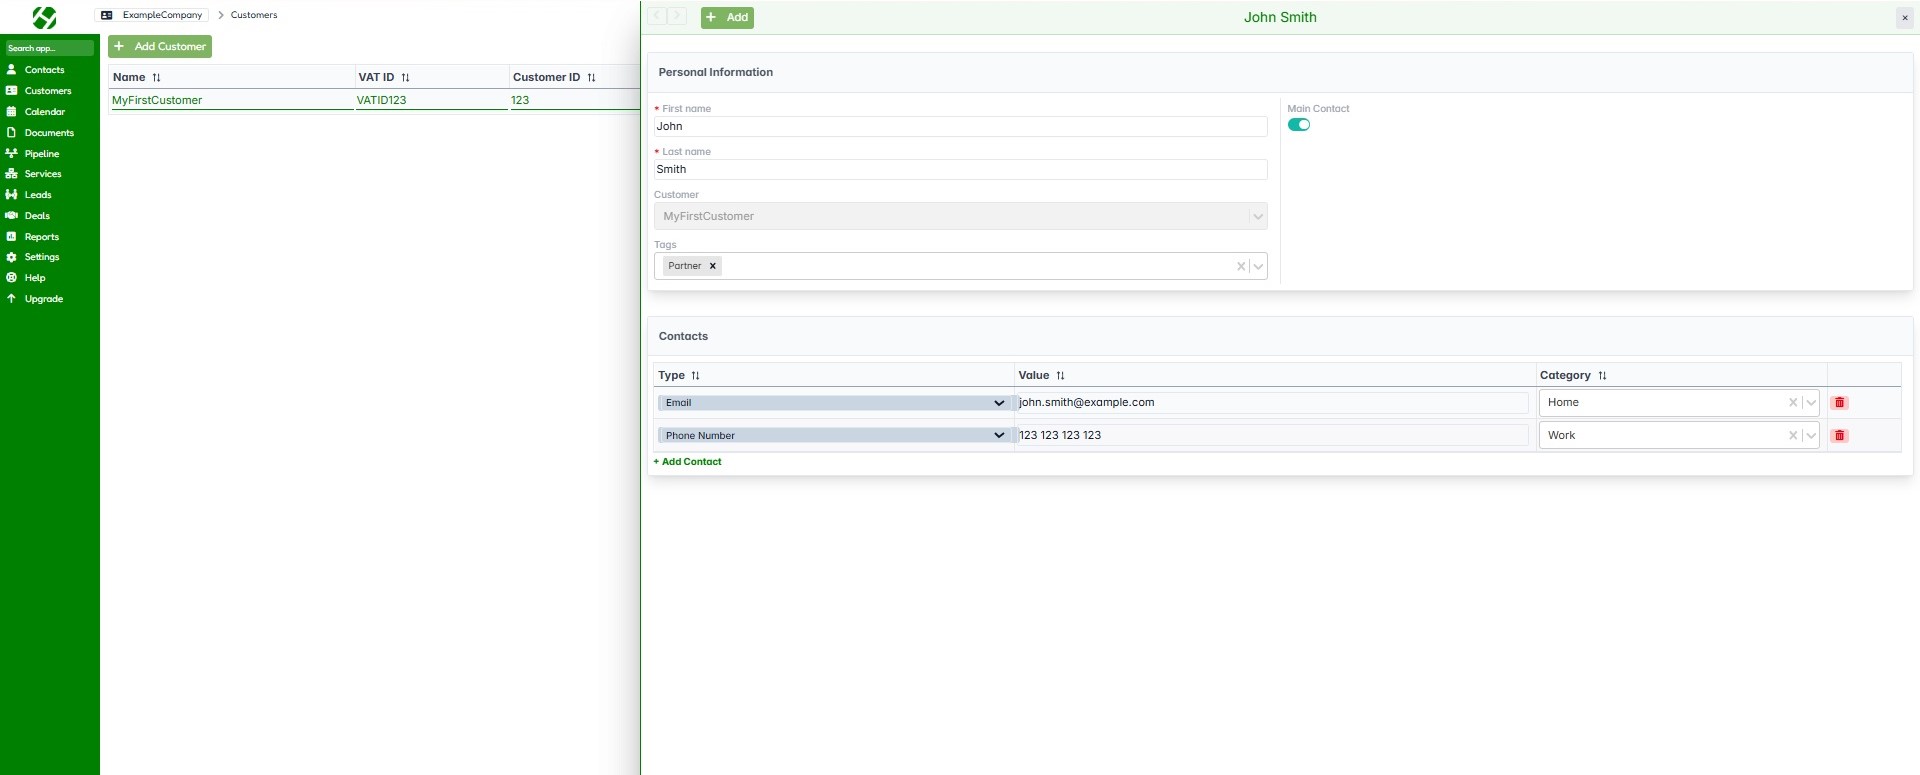 ExampleCompany > Customers
Search app...
Contacts
Customers
Calendar
Documents
Pipeline
Services
Leads
Deals
Reports
Settings
Help
Upgrade
+ Add Customer
Name VAT ID Customer ID
MyFirstCustomer VATID123 123
+ Add
John Smith
×
Personal Information
* First name
John
* Last name
Smith
Customer
MyFirstCustomer
Tags
Partner
Main Contact
Contacts
Type Value Category
Email john.smith@example.com Home
Phone Number 123 123 123 123 Work
+ Add Contact